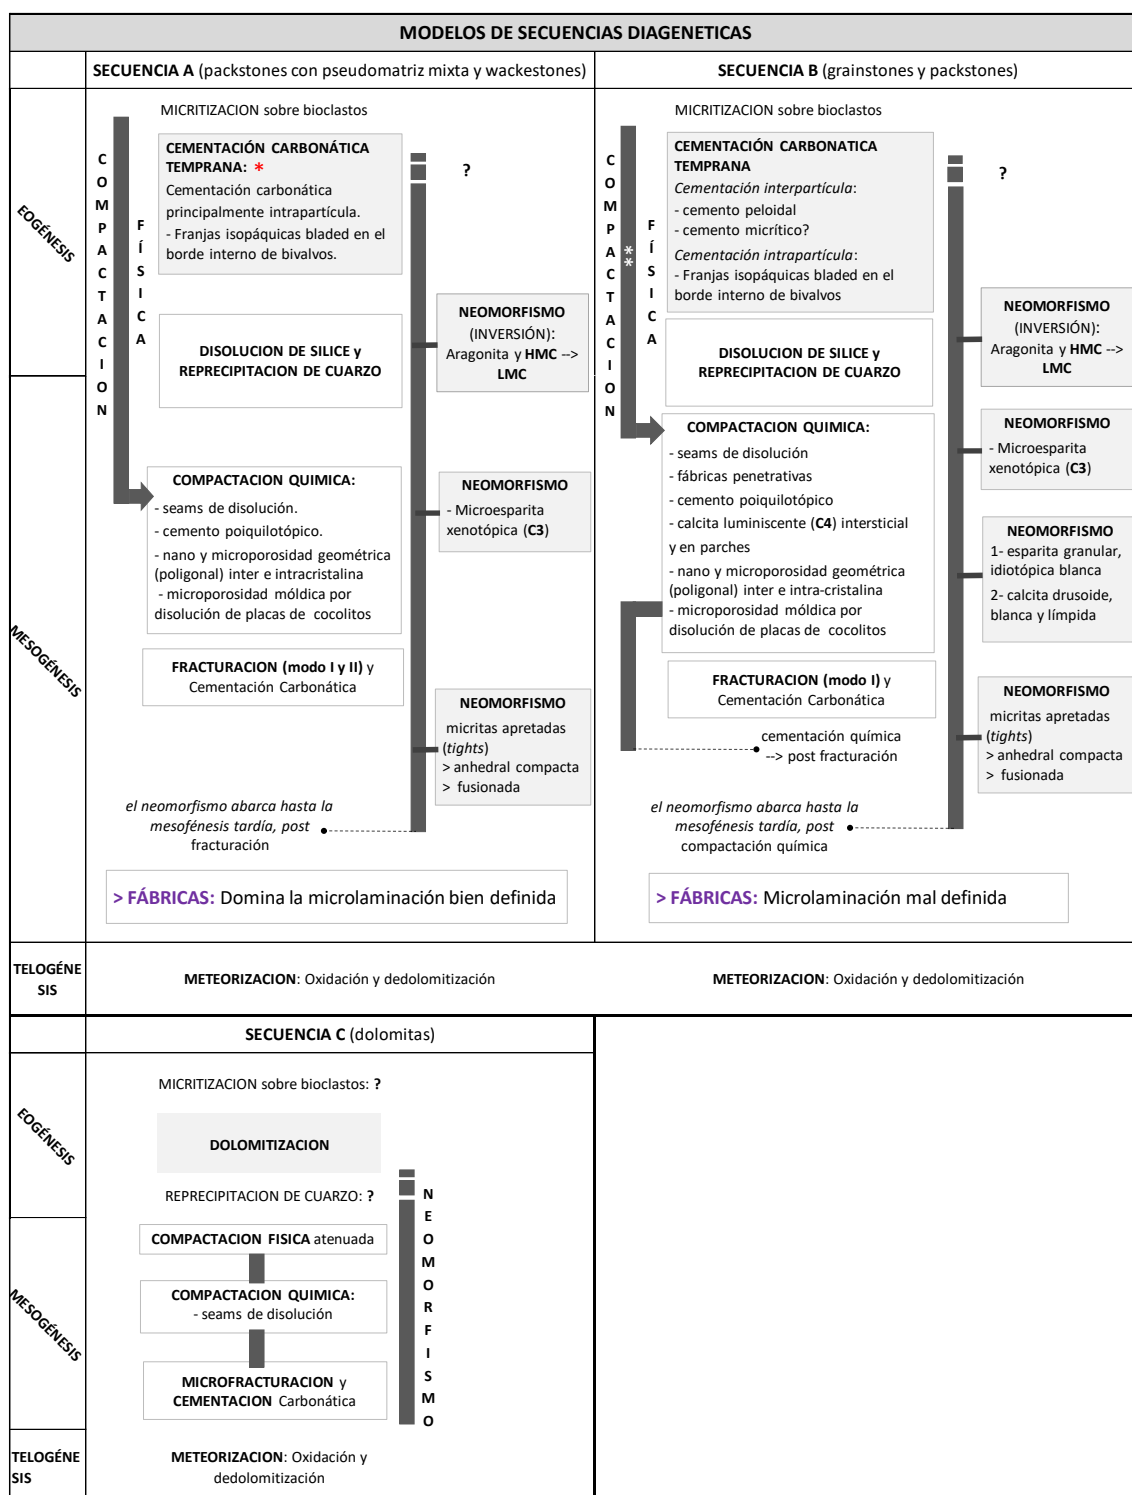 MODELOS DE SECUENCIAS DIAGENETICAS
SECUENCIA A (packstones con pseudomatriz mixta y wackestones)
SECUENCIA B (grainstones y packstones)
EOGÉNESIS
MICRITIZACION sobre bioclastos
COMPACTACION
FÍSICA
CEMENTACIÓN CARBONÁTICA
TEMPRANA: *
Cementación carbonática
principalmente intrapartícula.
- Franjas isopáquicas bladed en el
borde interno de bivalvos.
?
DISOLUCION DE SILICE y
REPRECIPITACION DE CUARZO
NEOMORFISMO
(INVERSIÓN):
Aragonita y HMC -->
LMC
MESOGÉNESIS
COMPACTACION QUIMICA:
- seams de disolución.
- cemento poiquilotópico.
- nano y microporosidad geométrica
(poligonal) inter e intracristalina
- microporosidad móldica por
disolución de placas de cocolitos
NEOMORFISMO
- Microesparita
xenotópica (C3)
FRACTURACION (modo I y II) y
Cementación Carbonática
NEOMORFISMO
micritas apretadas
(tights)
> anhedral compacta
> fusionada
el neomorfismo abarca hasta la
mesofénesis tardía, post
fracturación
> FÁBRICAS: Domina la microlaminación bien definida
MICRITIZACION sobre bioclastos
COMPACTACION
**
FÍSICA
CEMENTACIÓN CARBONATICA
TEMPRANA
Cementación interpartícula:
- cemento peloidal
- cemento micrítico?
Cementación intrapartícula:
- Franjas isopáquicas bladed en el
borde interno de bivalvos
?
DISOLUCION DE SILICE y
REPRECIPITACION DE CUARZO
NEOMORFISMO
(INVERSIÓN):
Aragonita y HMC -->
LMC
COMPACTACION QUIMICA:
- seams de disolución
- fábricas penetrativas
- cemento poiquilotópico
- calcita luminiscente (C4) intersticial
y en parches
- nano y microporosidad geométrica
(poligonal) inter e intra-cristalina
- microporosidad móldica por
disolución de placas de cocolitos
NEOMORFISMO
- Microesparita
xenotópica (C3)
NEOMORFISMO
1- esparita granular,
idiotópica blanca
2- calcita drusoide,
blanca y límpida
FRACTURACION (modo I) y
Cementación Carbonática
cementación química
--> post fracturación
NEOMORFISMO
micritas apretadas
(tights)
> anhedral compacta
> fusionada
el neomorfismo abarca hasta la
mesofénesis tardía, post
compactación química
> FÁBRICAS: Microlaminación mal definida
TELOGÉNE
SIS
METEORIZACION: Oxidación y dedolomitización
METEORIZACION: Oxidación y dedolomitización
SECUENCIA C (dolomitas)
EOGÉNESIS
MICRITIZACION sobre bioclastos: ?
DOLOMITIZACION
REPRECIPITACION DE CUARZO: ?
NEOMORFISMO
MESOGÉNESIS
COMPACTACION FISICA atenuada
COMPACTACION QUIMICA:
- seams de disolución
MICROFRACTURACION y
CEMENTACION Carbonática
TELOGÉNE
SIS
METEORIZACION: Oxidación y
dedolomitización